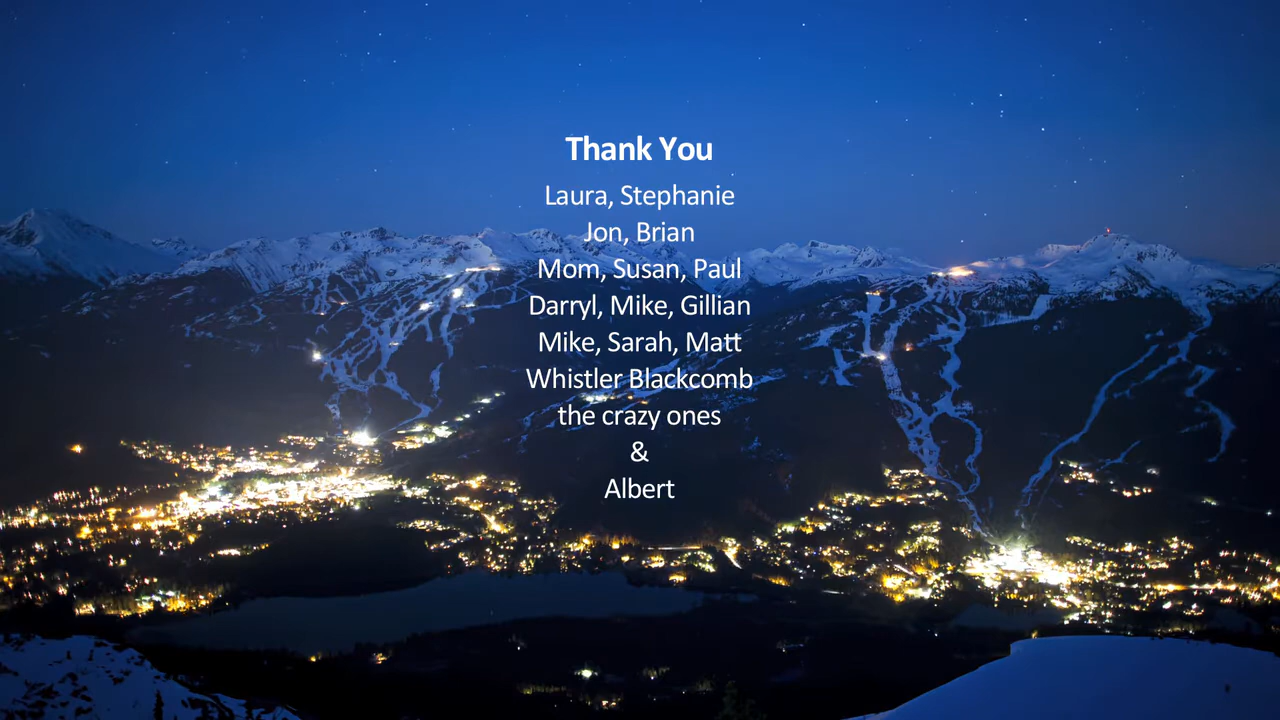 Thank You
Laura, Stephanie
Jon, Brian
Mom, Susan, Paul
Darryl, Mike, Gillian
Mike, Sarah, Matt
Whistler Blackcomb
the crazy ones
&
Albert